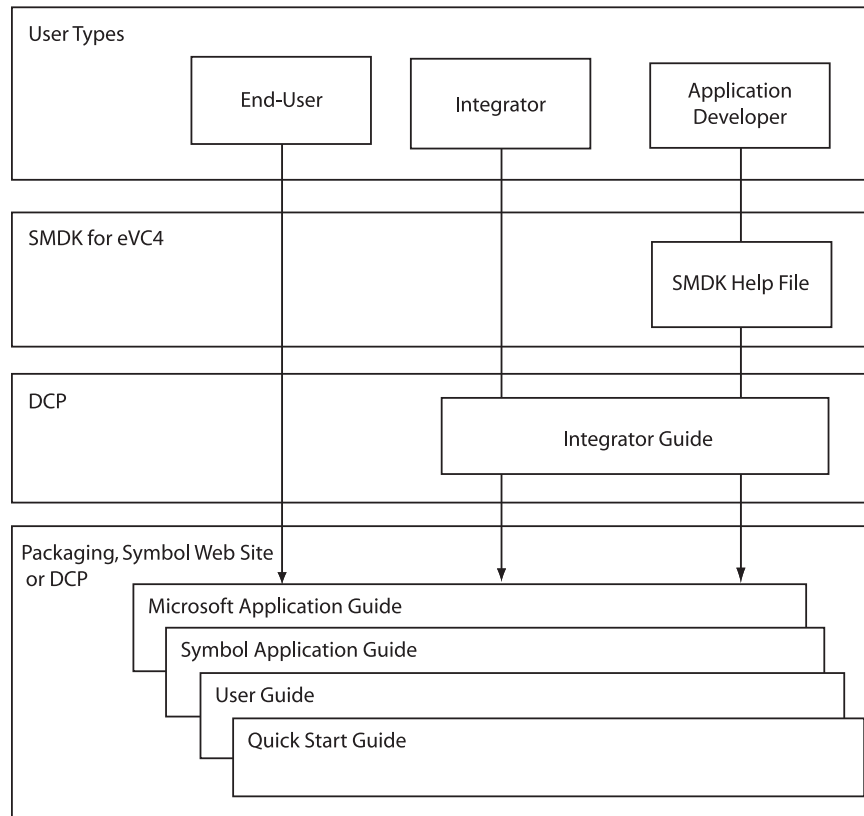 User Types
End-User
Integrator
Application
Developer
SMDK for eVC4
SMDK Help File
DCP
Integrator Guide
Packaging, Symbol Web Site
or DCP
Microsoft Application Guide
Symbol Application Guide
User Guide
Quick Start Guide